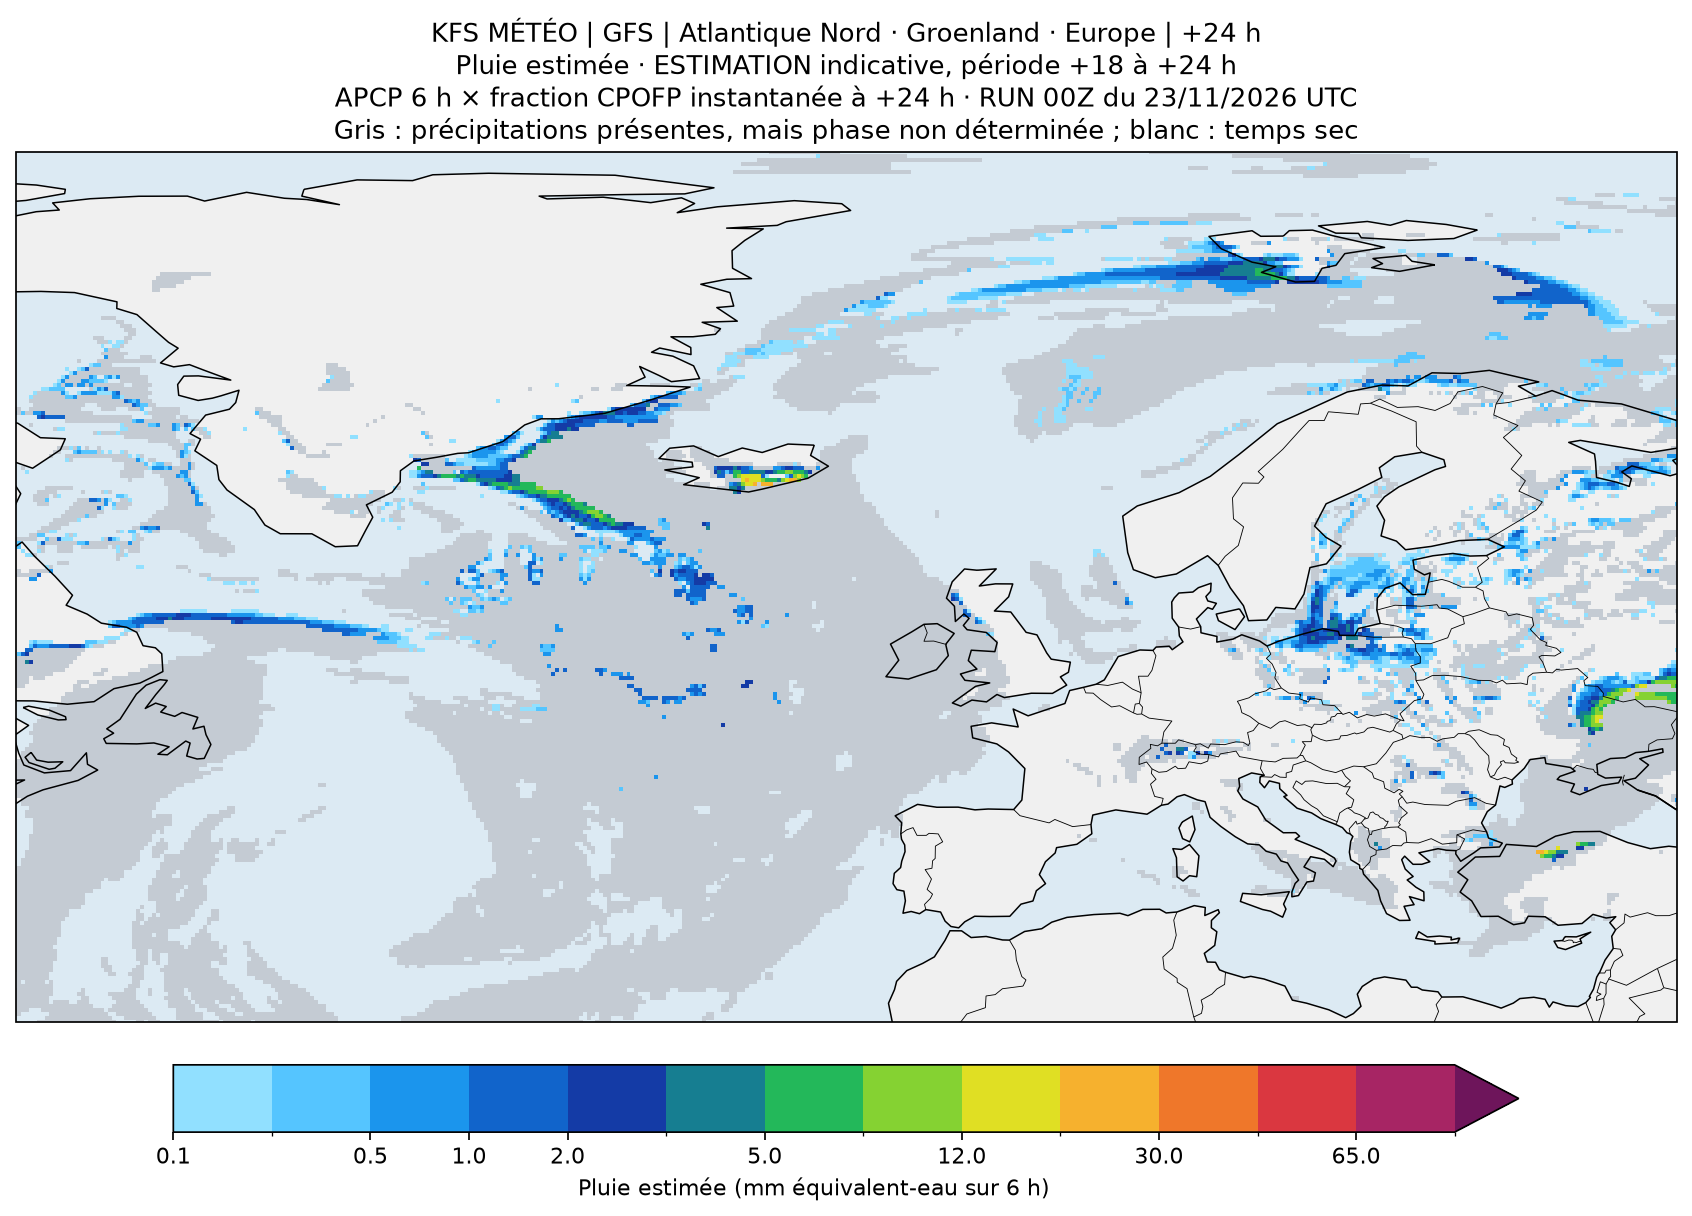 KFS MÉTÉO | GFS | Atlantique Nord · Groenland · Europe | +24 h
Pluie estimée · ESTIMATION indicative, période +18 à +24 h
APCP 6 h × fraction CPOFP instantanée à +24 h · RUN 00Z du 23/11/2026 UTC
Gris : précipitations présentes, mais phase non déterminée ; blanc : temps sec
0.1 0.5 1.0 2.0 5.0 12.0 30.0 65.0
Pluie estimée (mm équivalent-eau sur 6 h)